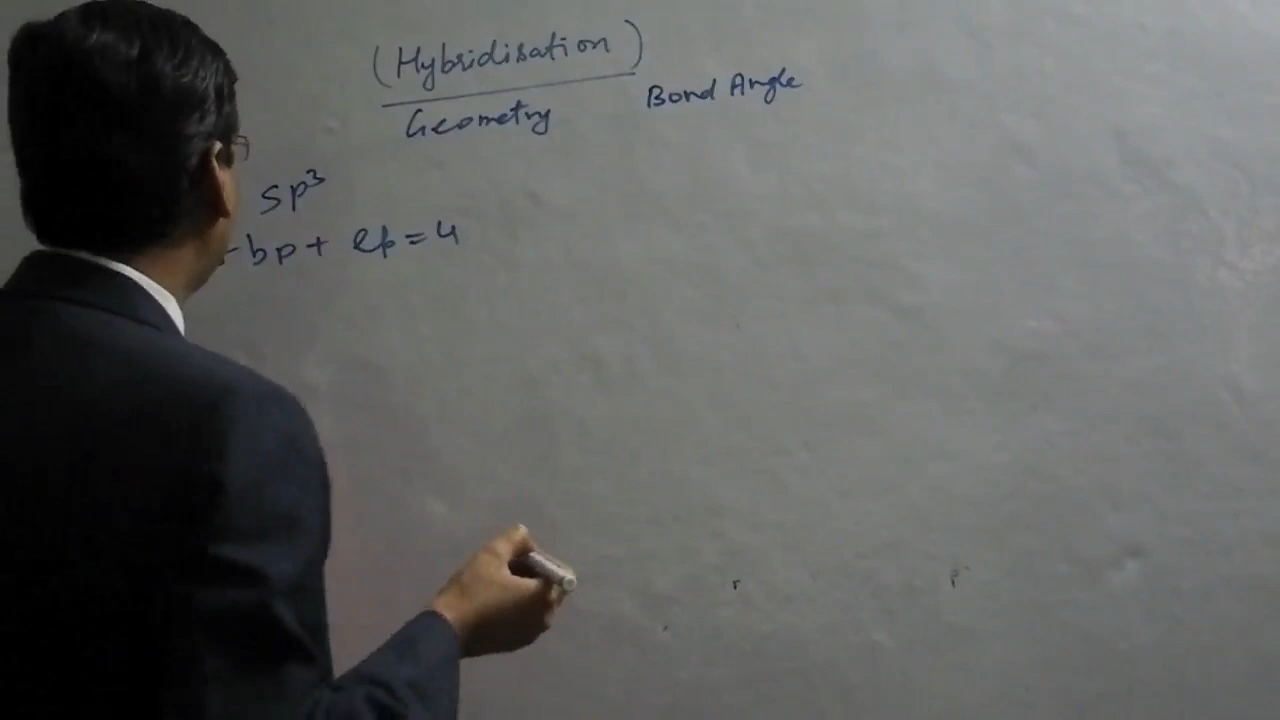 (Hybridisation)
Geometry Bond Angle
sp³
bp + lp = 4